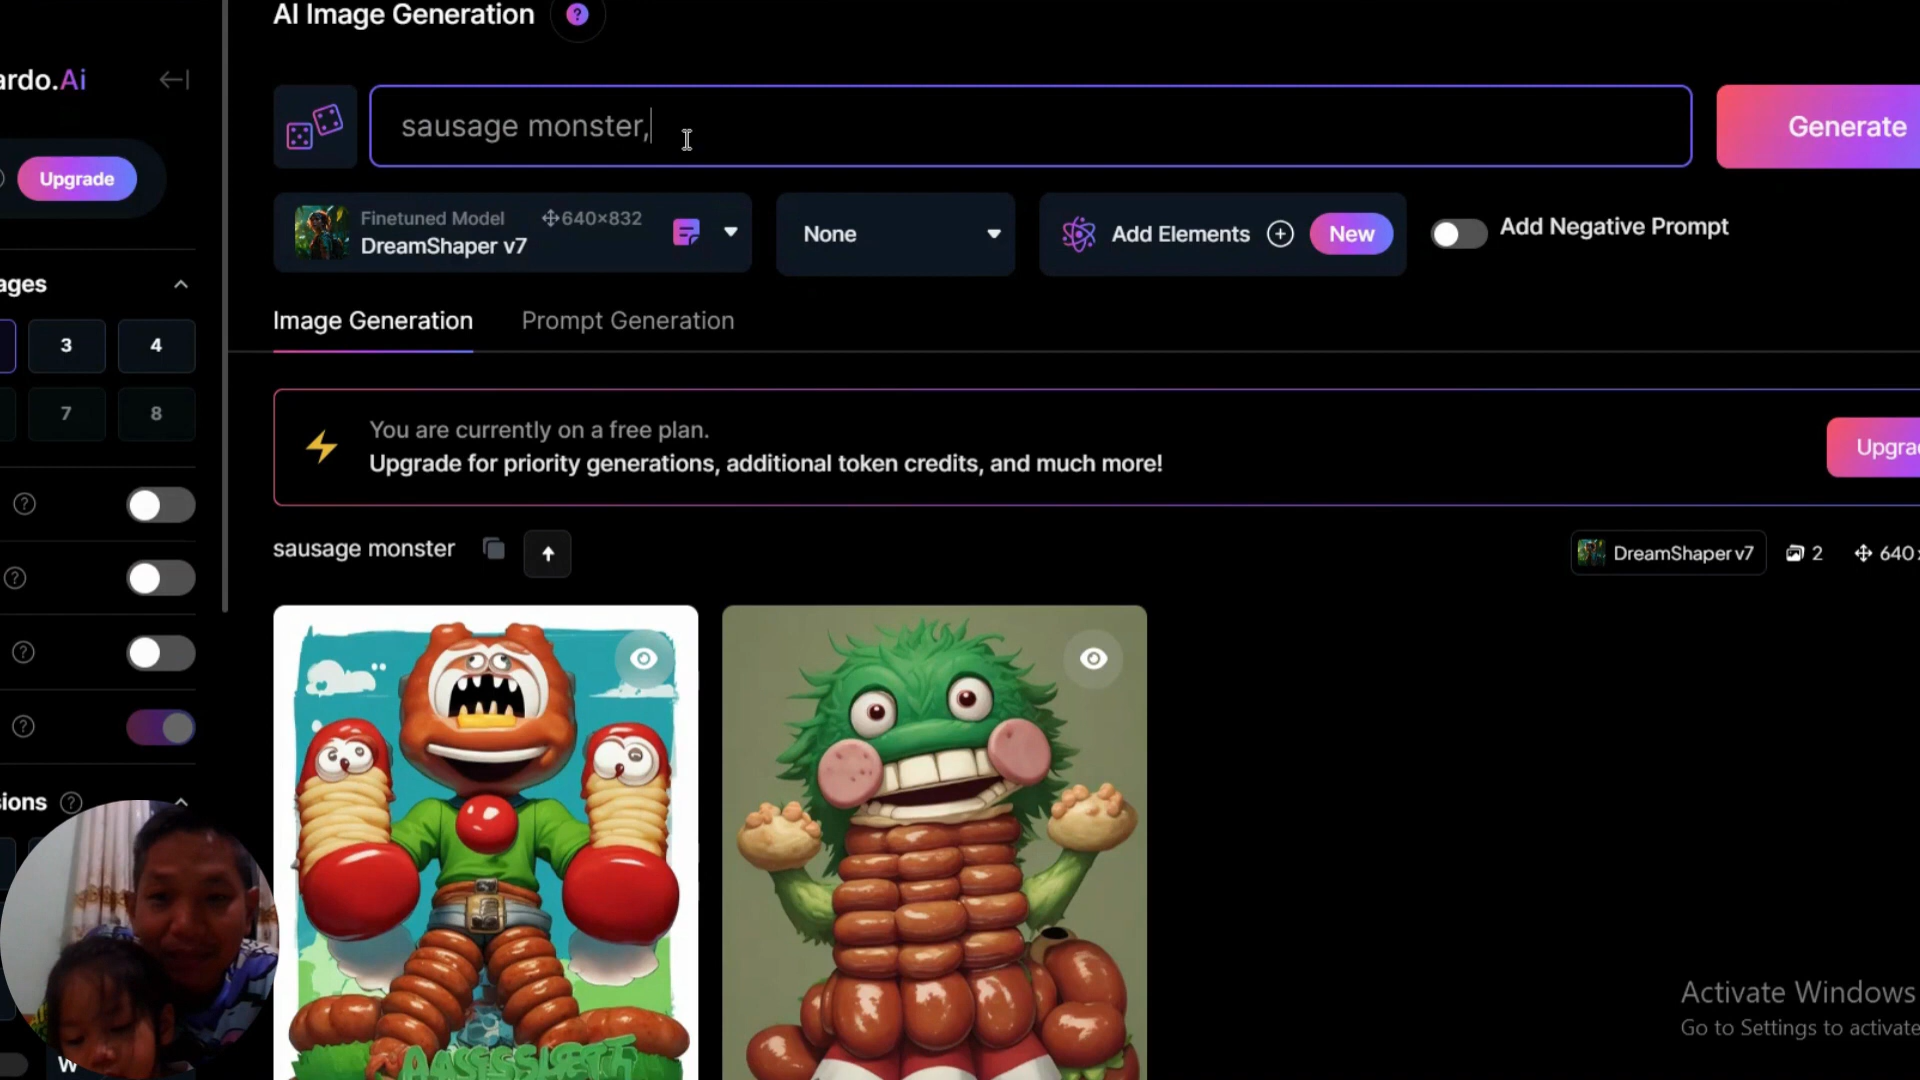 AI Image Generation
?
ardo.Ai
sausage monster,
Generate
Upgrade
Finetuned Model
640×832
DreamShaper v7
None
Add Elements
New
Add Negative Prompt
ages
3
4
7
8
Image Generation
Prompt Generation
You are currently on a free plan.
Upgrade for priority generations, additional token credits, and much more!
Upgra
?
?
?
?
sausage monster
DreamShaper v7
2
640×
sions ?
W
Activate Windows
Go to Settings to activate